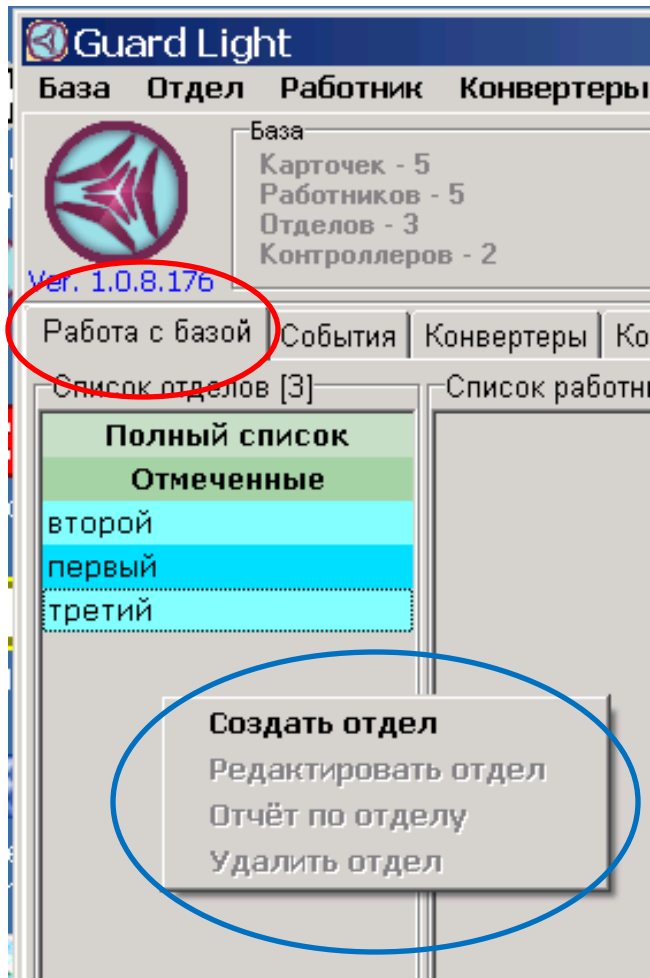 Guard Light
База Отдел Работник Конвертеры
База
Карточек - 5
Работников - 5
Отделов - 3
Контроллеров - 2
Ver. 1.0.8.176
Работа с базой События Конвертеры Ко
Список отделов [3] Список работн
Полный список
Отмеченные
второй
первый
третий
Создать отдел
Редактировать отдел
Отчёт по отделу
Удалить отдел